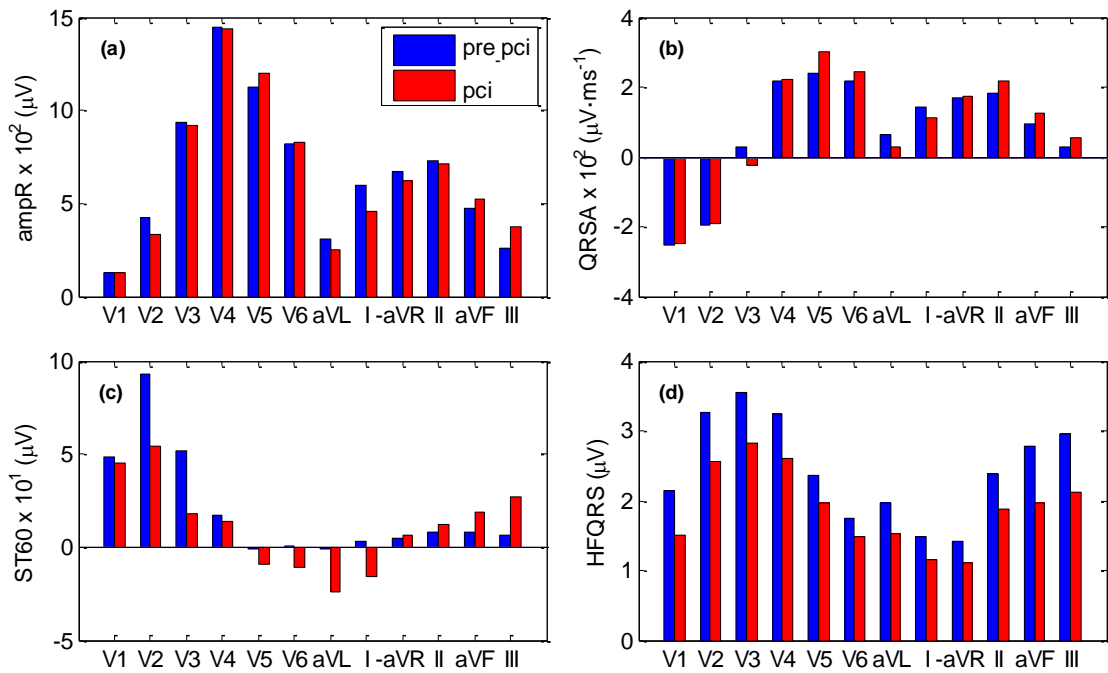 (a)
pre_pci
pci
ampR x 10² (μV)
15
10
5
0
V1 V2 V3 V4 V5 V6 aVL I -aVR II aVF III
(b)
QRSA x 10² (μV·ms⁻¹)
4
2
0
-2
-4
V1 V2 V3 V4 V5 V6 aVL I -aVR II aVF III
(c)
ST60 x 10¹ (μV)
10
5
0
-5
V1 V2 V3 V4 V5 V6 aVL I -aVR II aVF III
(d)
HFQRS (μV)
4
3
2
1
0
V1 V2 V3 V4 V5 V6 aVL I -aVR II aVF III